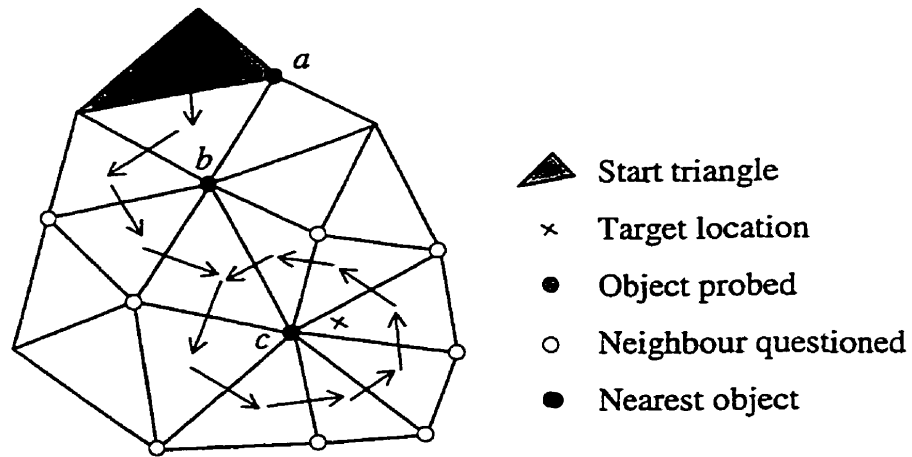 a
b
c
Start triangle
× Target location
Object probed
Neighbour questioned
Nearest object